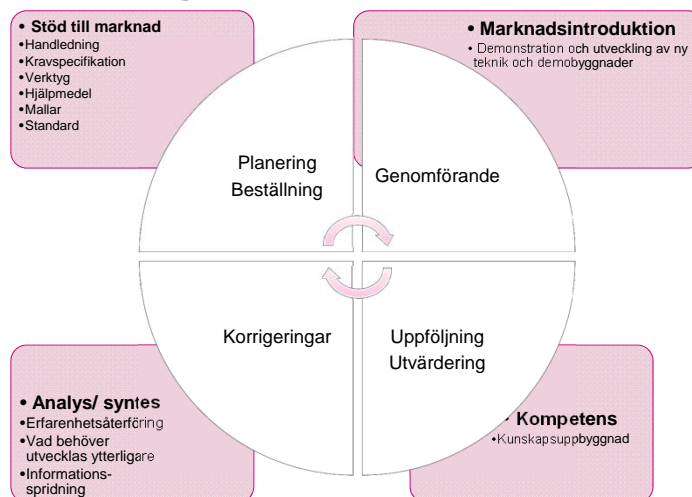 • Stöd till marknad
•Handledning
•Kravspecifikation
•Verktyg
•Hjälpmedel
•Mallar
•Standard
• Marknadsintroduktion
• Demonstration och utveckling av ny
teknik och demobyggnader
Planering
Beställning
Genomförande
Korrigeringar
Uppföljning
Utvärdering
• Analys/ syntes
•Erfarenhetsåterföring
•Vad behöver
utvecklas ytterligare
•Informations-
spridning
• Kompetens
•Kunskapsuppbyggnad